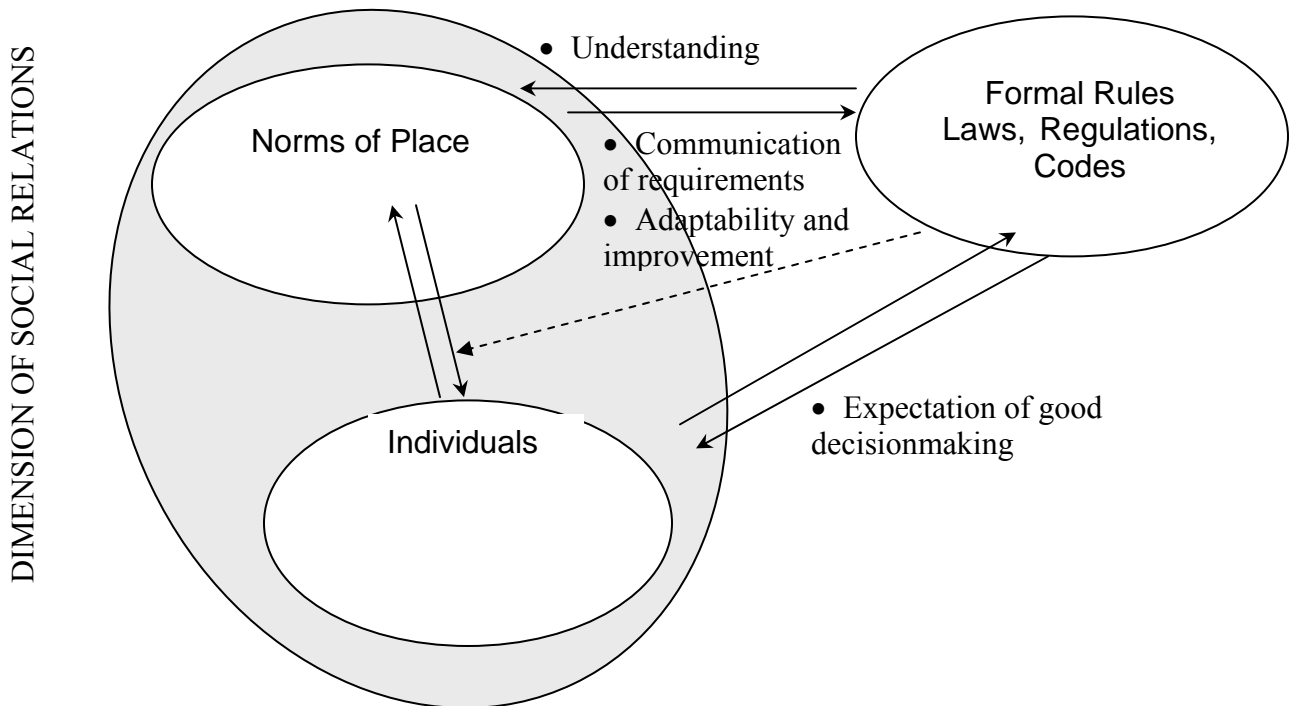 DIMENSION OF SOCIAL RELATIONS
• Understanding
Norms of Place
Formal Rules
Laws, Regulations,
Codes
• Communication
of requirements
• Adaptability and
improvement
Individuals
• Expectation of good
decisionmaking